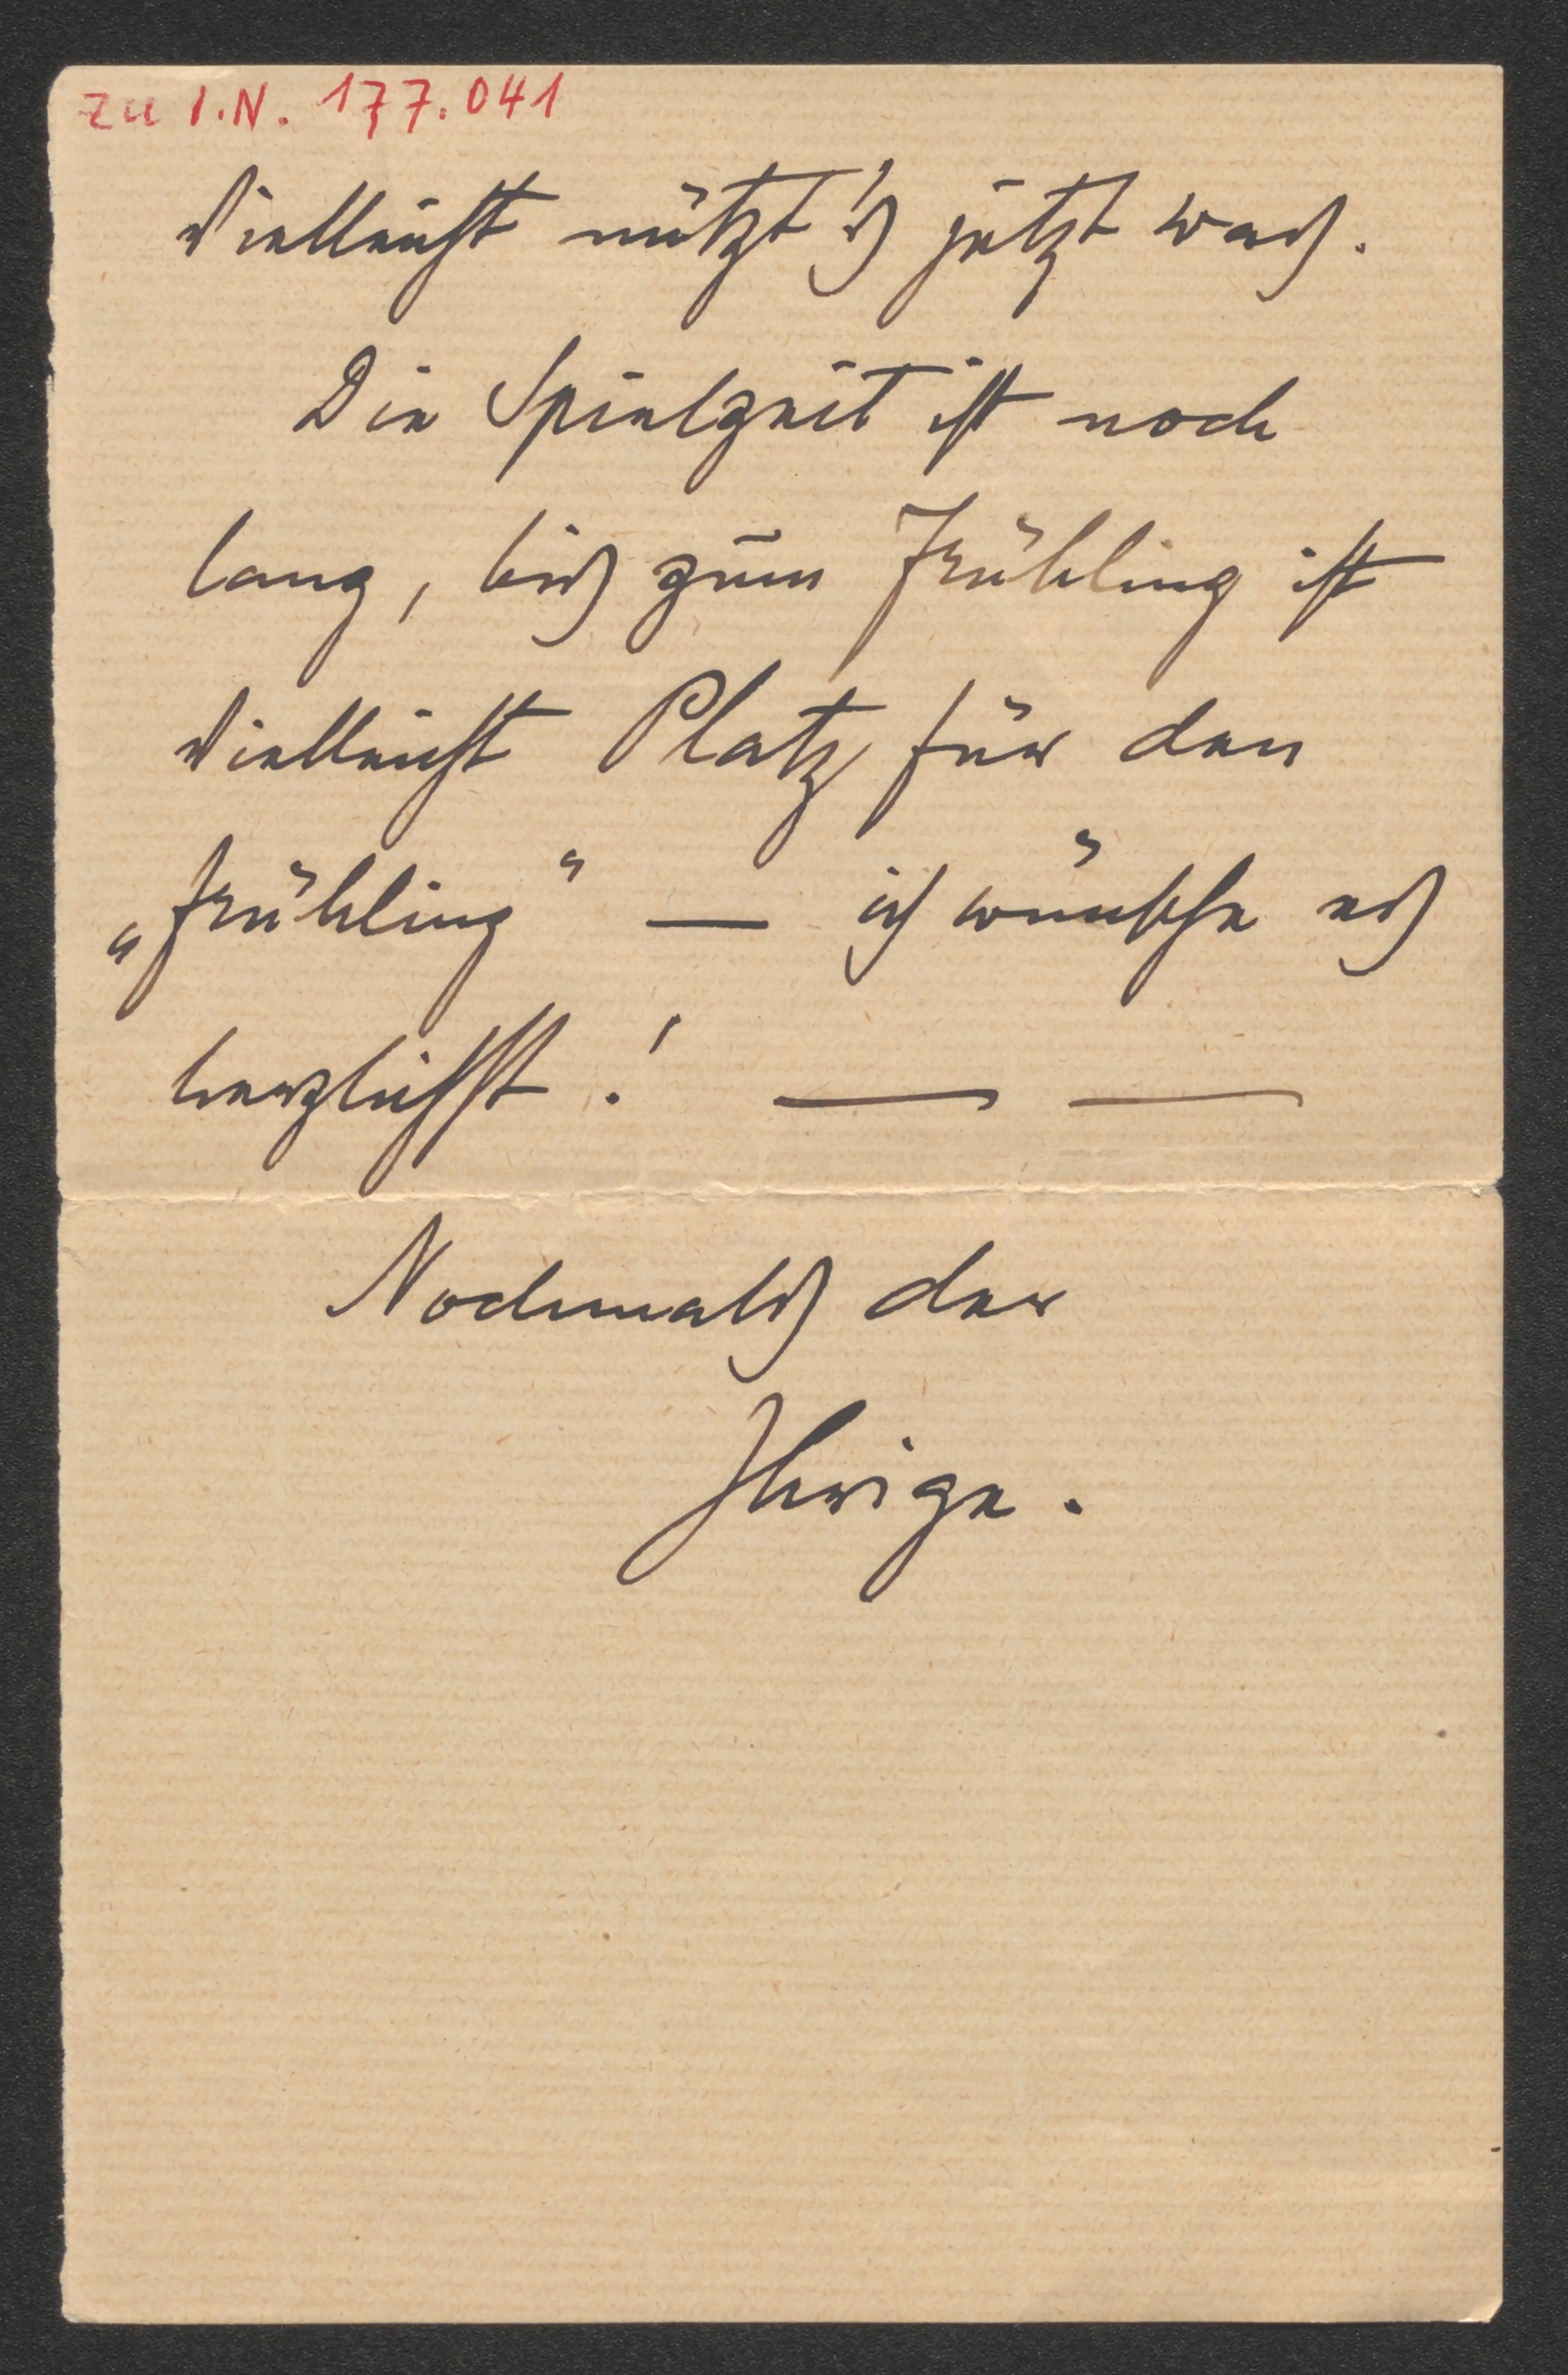 zu I.N. 177.041
Vielleicht nützt's jetzt was.
Die Spielzeit ist noch
lang, bis zum Frühling ist
vielleicht Platz für den
„Frühling" — ich wünsche es
herzlichst! — —
Nochmals der
Ihrige.